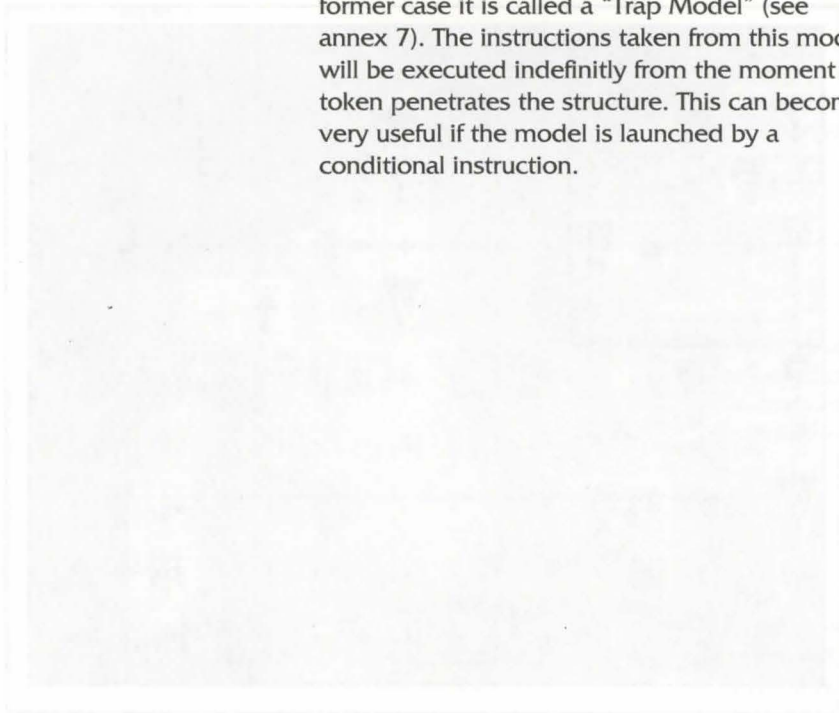 former case it is called a "Trap Model" (see
annex 7). The instructions taken from this
will be executed indefinitly from the moment
token penetrates the structure. This can
very useful if the model is launched by a
conditional instruction.